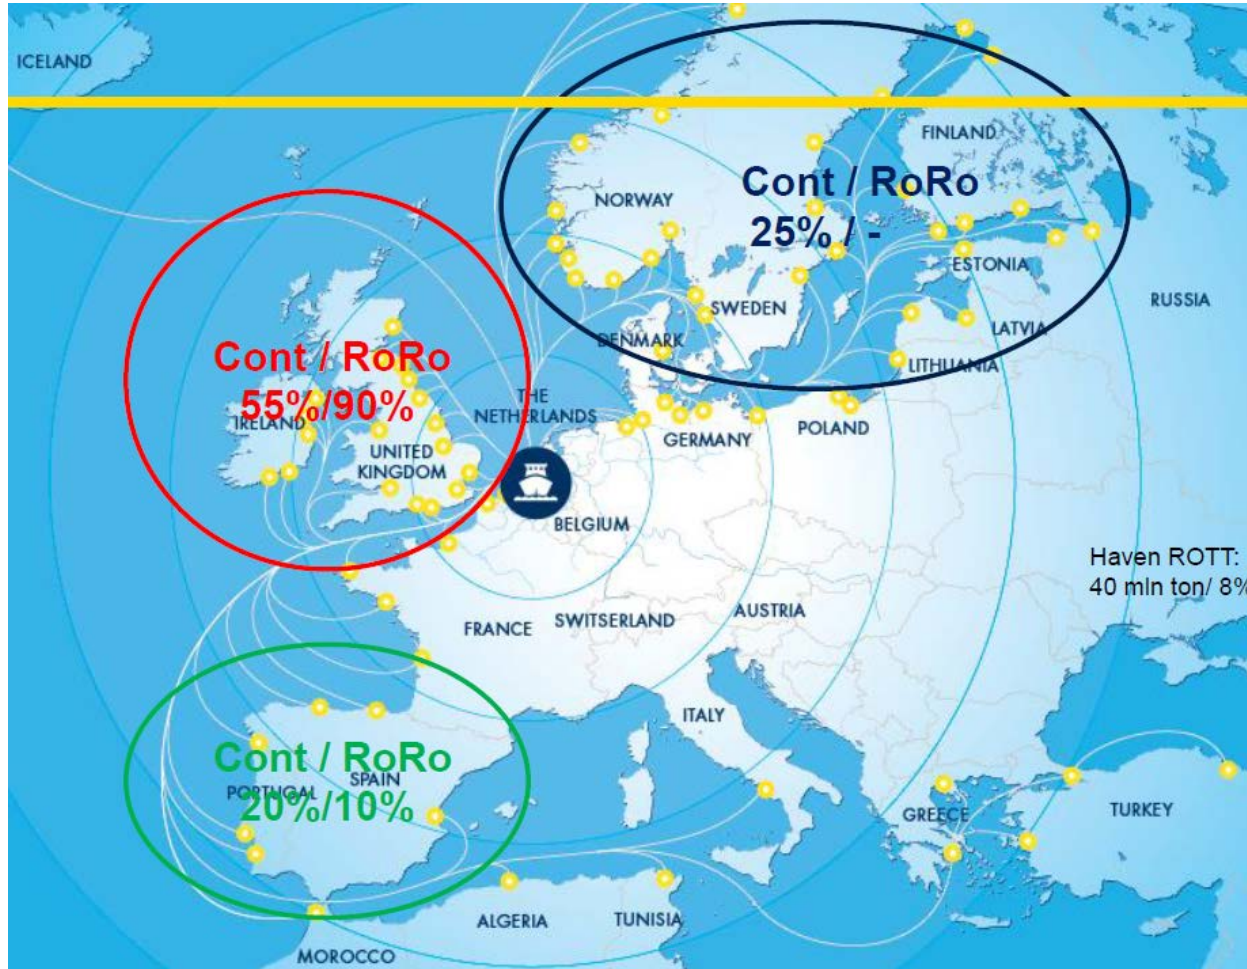 ICELAND
FINLAND
Cont / RoRo
25% / -
NORWAY
ESTONIA
RUSSIA
SWEDEN
LATVIA
DENMARK
LITHUANIA
Cont / RoRo
55%/90%
IRELAND
THE
NETHERLANDS
POLAND
GERMANY
UNITED
KINGDOM
BELGIUM
Haven ROTT:
40 mln ton/ 8%
AUSTRIA
SWITSERLAND
FRANCE
ITALY
Cont / RoRo
SPAIN
PORTUGAL
20%/10%
GREECE
TURKEY
ALGERIA
TUNISIA
MOROCCO